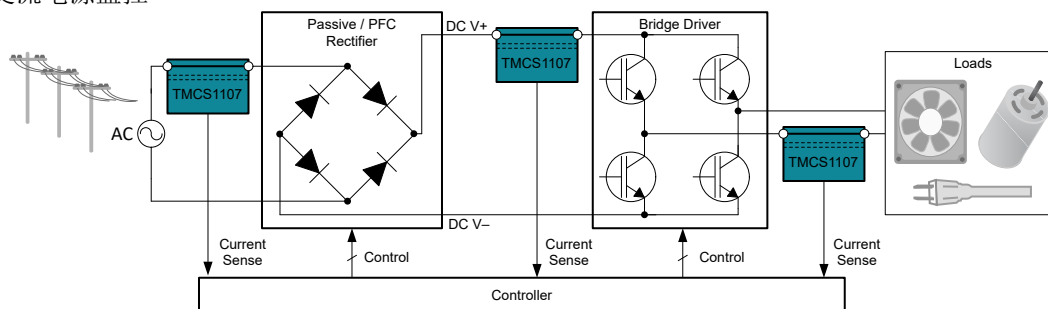 Passive / PFC
Rectifier
DC V+
Bridge Driver
TMCS1107
TMCS1107
Loads
AC
TMCS1107
DC V–
Current
Sense
Control
Current
Sense
Control
Current
Sense
Controller